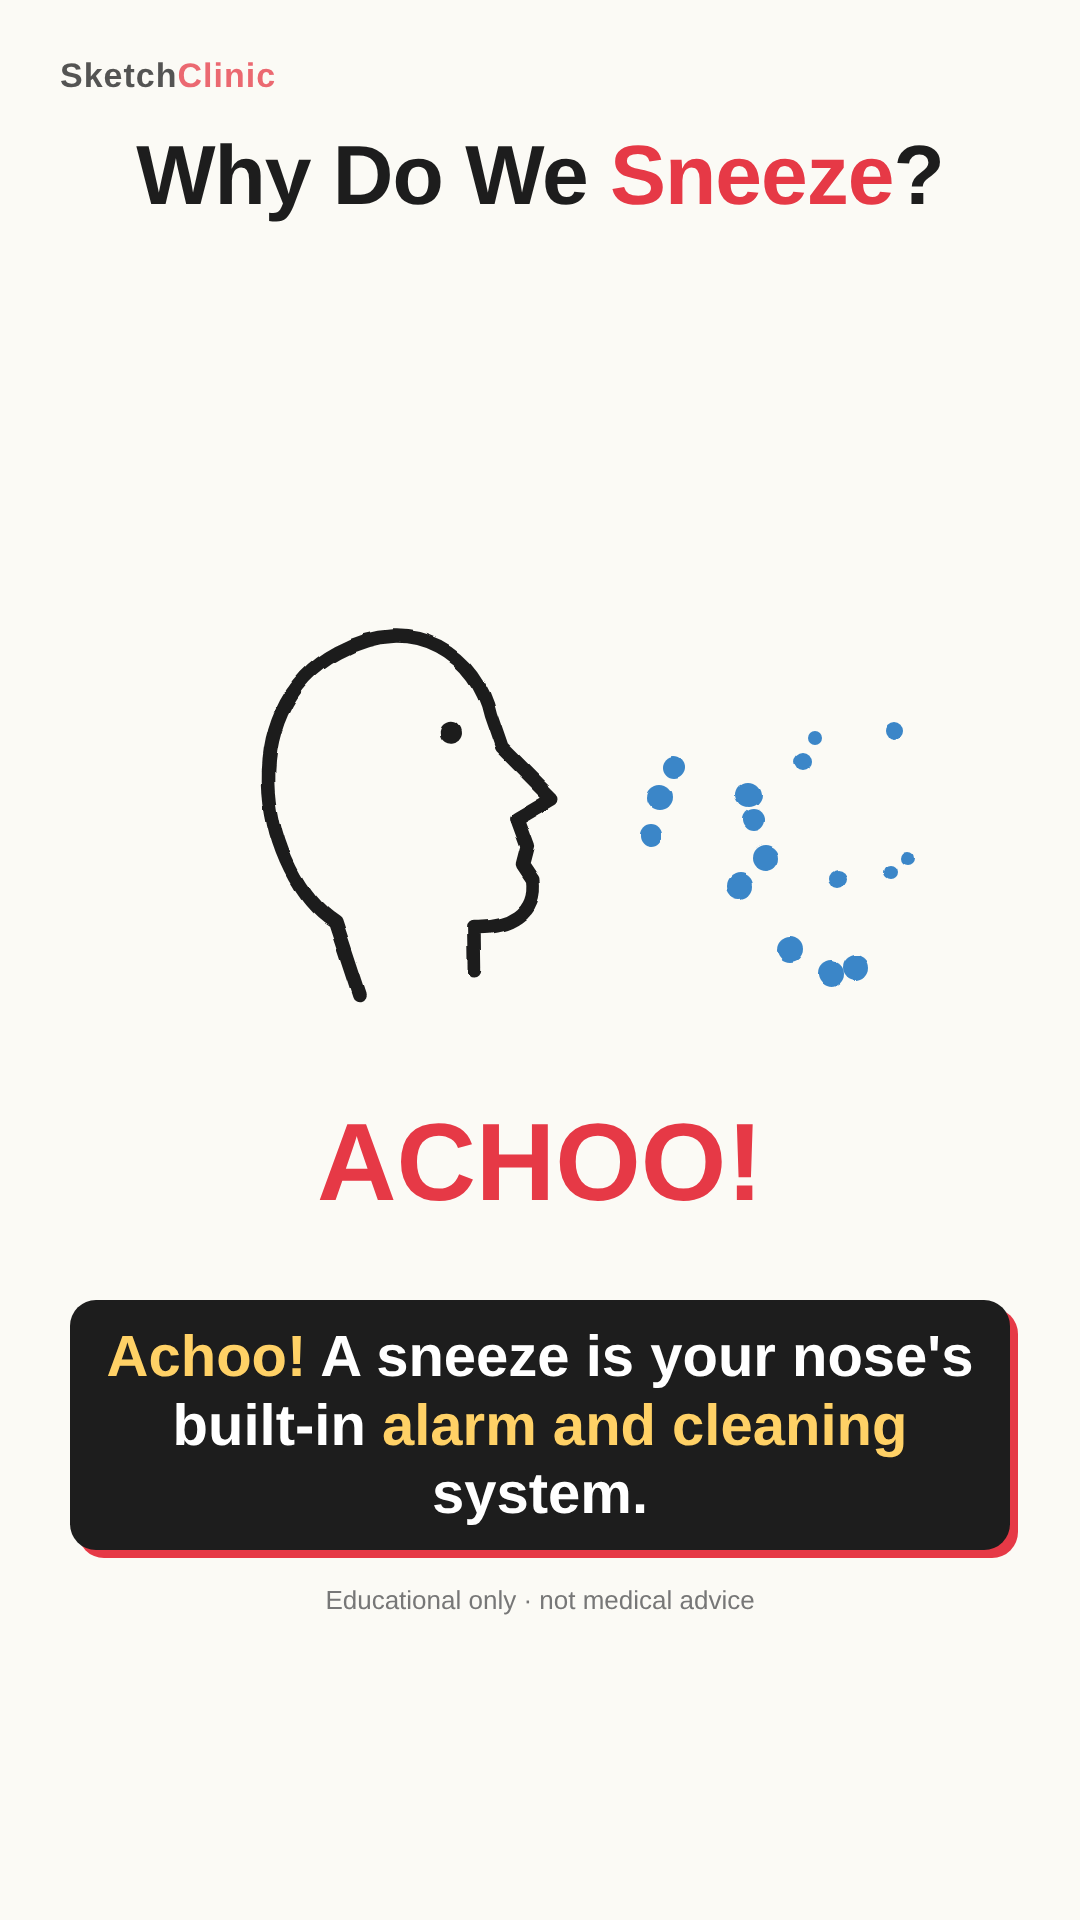 SketchClinic
Why Do We Sneeze?
ACHOO!
Achoo! A sneeze is your nose's
built-in alarm and cleaning
system.
Educational only · not medical advice